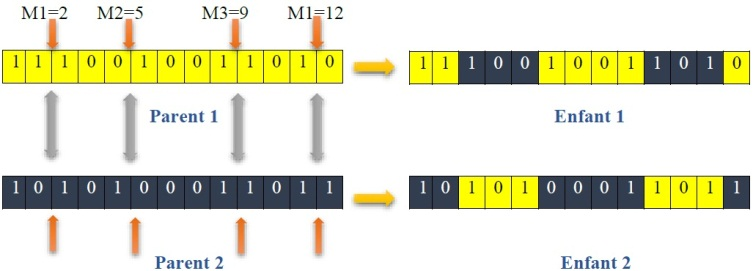 M1=2 M2=5 M3=9 M1=12
1 1 1 0 0 1 0 0 1 1 0 1 0
1 1 1 0 0 1 0 0 1 1 0 1 0
Parent 1
Enfant 1
1 0 1 0 1 0 0 0 1 1 0 1 1
1 0 1 0 1 0 0 0 1 1 0 1 1
Parent 2
Enfant 2